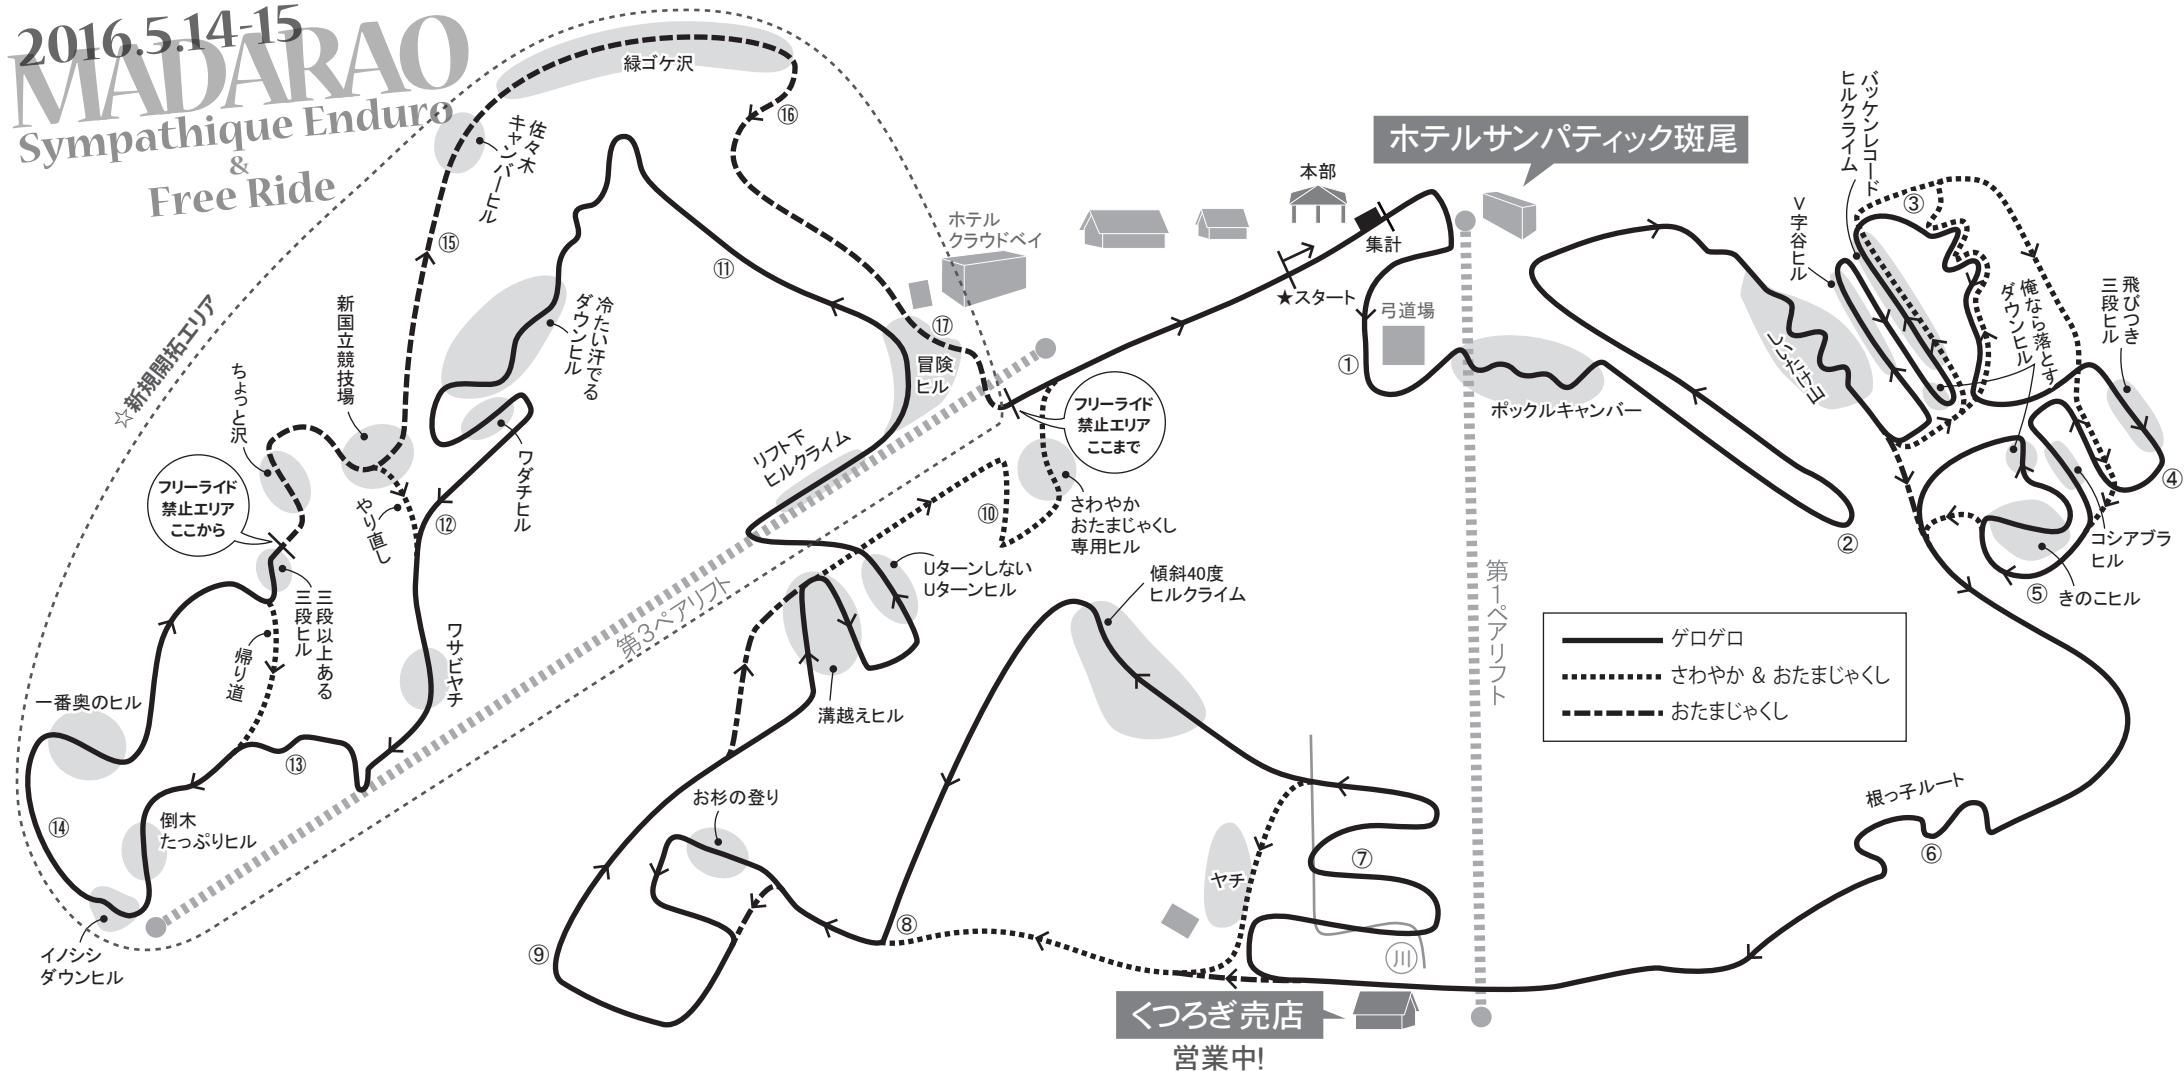 2016.5.14-15
MADARAO
Sympathique Enduro
&
Free Ride
☆新規開拓エリア
緑ゴケ沢
⑯
佐々木
キャンバーヒル
⑮
新国立競技場
ちょっと沢
フリーライド
禁止エリア
ここから
やり直し
三段以上ある
三段ヒル
帰り道
一番奥のヒル
⑭
⑬
倒木
たっぷりヒル
イノシシ
ダウンヒル
冷たい汗でる
ダウンヒル
⑪
ワダチヒル
⑫
ワサビヤチ
ホテル
クラウドベイ
⑰
冒険
ヒル
リフト下
ヒルクライム
第3ペアリフト
フリーライド
禁止エリア
ここまで
⑩
さわやか
おたまじゃくし
専用ヒル
Uターンしない
Uターンヒル
溝越えヒル
お杉の登り
⑨
⑧
傾斜40度
ヒルクライム
ヤチ
⑦
川
くつろぎ売店
営業中!
本部
集計
★スタート
ホテルサンパティック斑尾
弓道場
①
ポックルキャンバー
第1ペアリフト
②
しいたけ山
V字谷ヒル
バッケンレコード
ヒルクライム
③
俺なら落とす
ダウンヒル
飛びつき
三段ヒル
④
コシアブラ
ヒル
⑤
きのこヒル
ゲロゲロ
さわやか & おたまじゃくし
おたまじゃくし
根っ子ルート
⑥